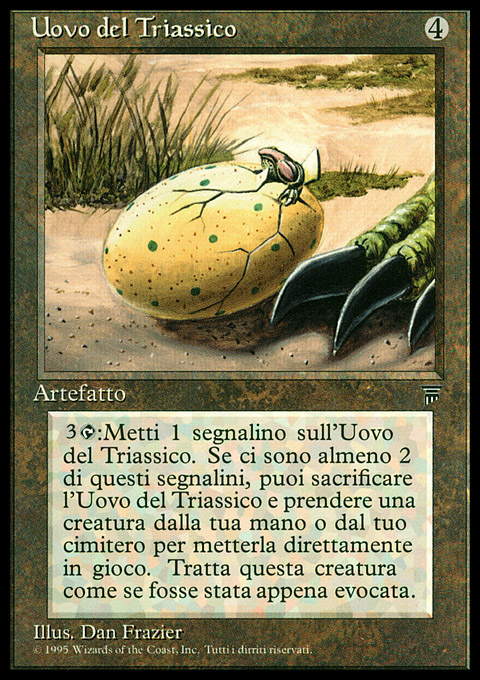 Uovo del Triassico
4
Artefatto
3 :Metti 1 segnalino sull'Uovo
del Triassico. Se ci sono almeno 2
di questi segnalini, puoi sacrificare
l'Uovo del Triassico e prendere una
creatura dalla tua mano o dal tuo
cimitero per metterla direttamente
in gioco. Tratta questa creatura
come se fosse stata appena evocata.
Illus. Dan Frazier
© 1995 Wizards of the Coast, Inc. Tutti i dirriti riservati.